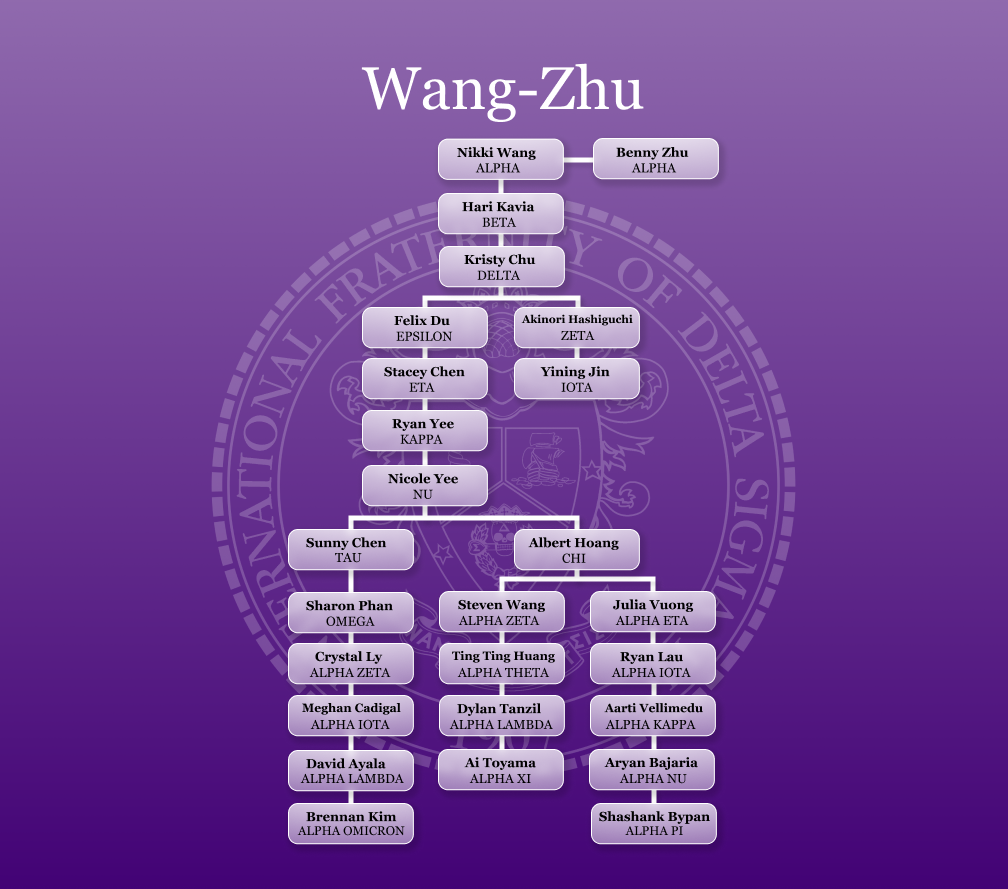 Wang-Zhu
Nikki Wang
ALPHA
Benny Zhu
ALPHA
Hari Kavia
BETA
Kristy Chu
DELTA
Felix Du
EPSILON
Akinori Hashiguchi
ZETA
Stacey Chen
ETA
Yining Jin
IOTA
Ryan Yee
KAPPA
Nicole Yee
NU
Sunny Chen
TAU
Albert Hoang
CHI
Sharon Phan
OMEGA
Steven Wang
ALPHA ZETA
Julia Vuong
ALPHA ETA
Crystal Ly
ALPHA ZETA
Ting Ting Huang
ALPHA THETA
Ryan Lau
ALPHA IOTA
Meghan Cadigal
ALPHA IOTA
Dylan Tanzil
ALPHA LAMBDA
Aarti Vellimedu
ALPHA KAPPA
David Ayala
ALPHA LAMBDA
Ai Toyama
ALPHA XI
Aryan Bajaria
ALPHA NU
Brennan Kim
ALPHA OMICRON
Shashank Bypan
ALPHA PI
FRATERNITY OF DELTA SIGM